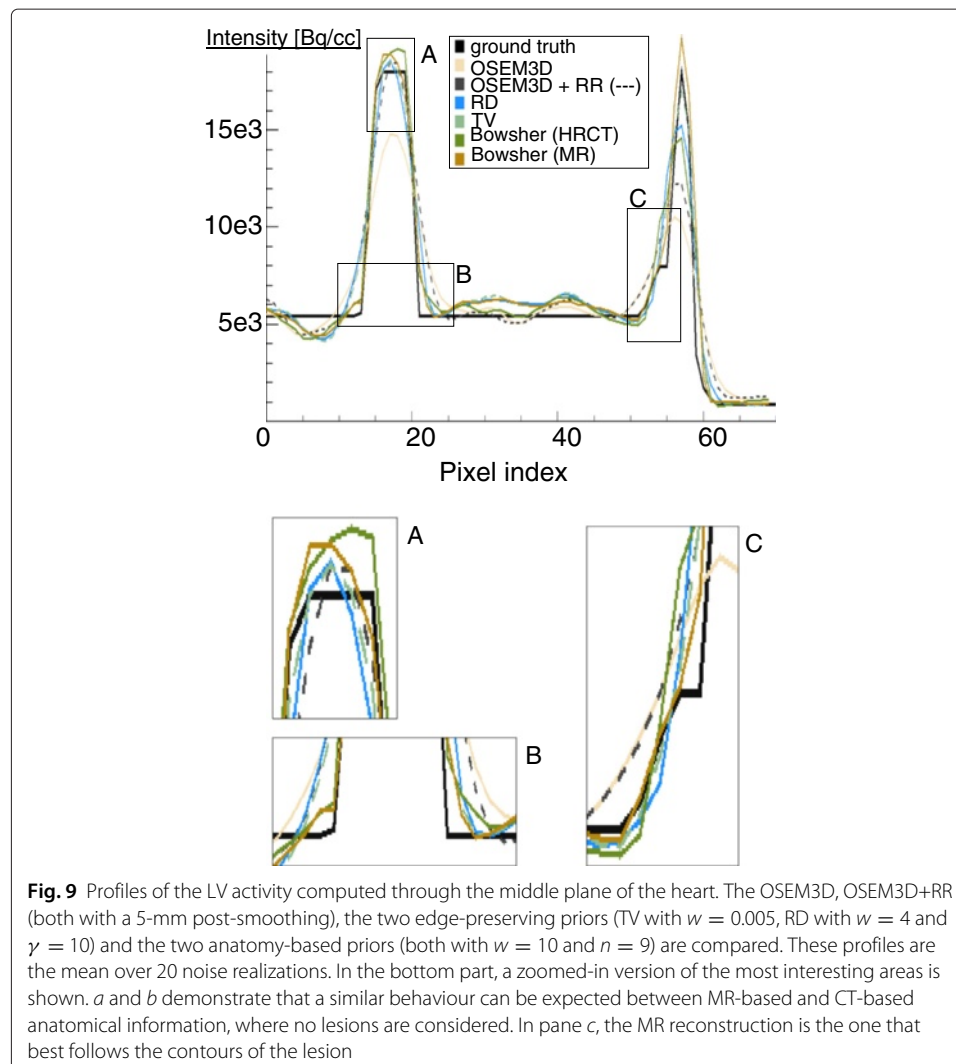 Intensity [Bq/cc]
A
ground truth
OSEM3D
OSEM3D + RR (---)
RD
TV
Bowsher (HRCT)
Bowsher (MR)
15e3
C
10e3
B
5e3
0
20
40
60
Pixel index
A
C
B
Fig. 9 Profiles of the LV activity computed through the middle plane of the heart. The OSEM3D, OSEM3D+RR
(both with a 5-mm post-smoothing), the two edge-preserving priors (TV with w = 0.005, RD with w = 4 and
γ = 10) and the two anatomy-based priors (both with w = 10 and n = 9) are compared. These profiles are
the mean over 20 noise realizations. In the bottom part, a zoomed-in version of the most interesting areas is
shown. a and b demonstrate that a similar behaviour can be expected between MR-based and CT-based
anatomical information, where no lesions are considered. In pane c, the MR reconstruction is the one that
best follows the contours of the lesion